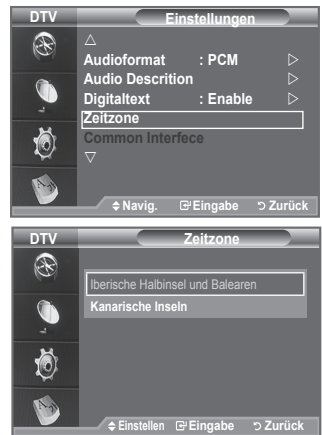 DTV Einstellungen
Audioformat : PCM
Audio Descrition
Digitaltext : Enable
Zeitzone
Common Interfece
Navig. Eingabe Zurück
DTV Zeitzone
Iberische Halbinsel und Balearen
Kanarische Inseln
Einstellen Eingabe Zurück